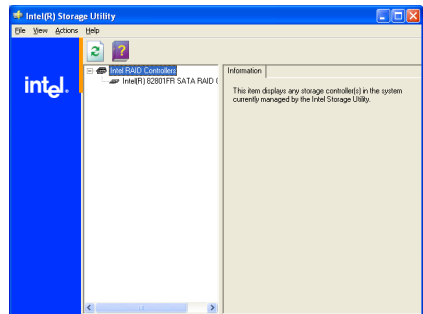 Intel(R) Storage Utility
File View Actions Help
intel.
Intel RAID Controllers
Intel(R) 82801FR SATA RAID (
Information
This item displays any storage controller(s) in the system
currently managed by the Intel Storage Utility.